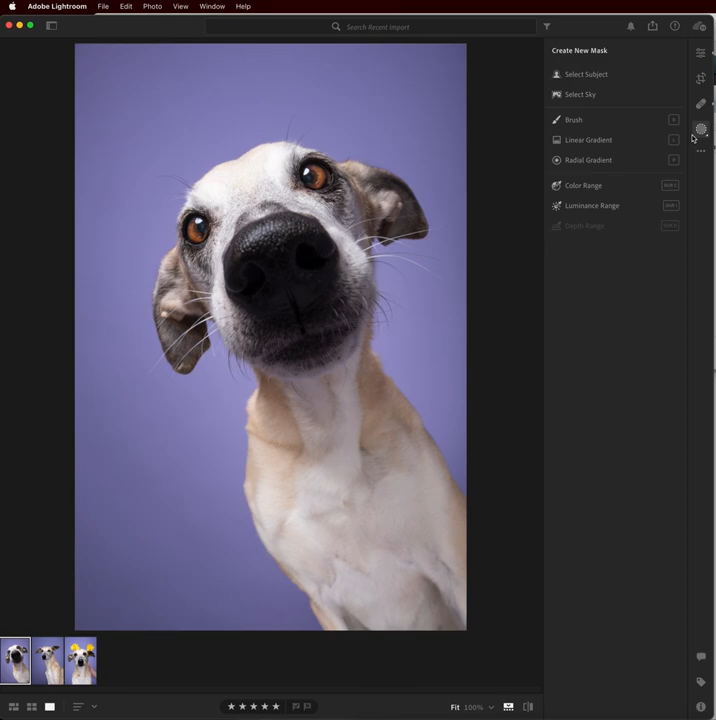 Adobe Lightroom File Edit Photo View Window Help
Search Recent Import
Create New Mask
Select Subject
Select Sky
Brush B
Linear Gradient L
Radial Gradient R
Color Range
Luminance Range
Depth Range
Fit 100%